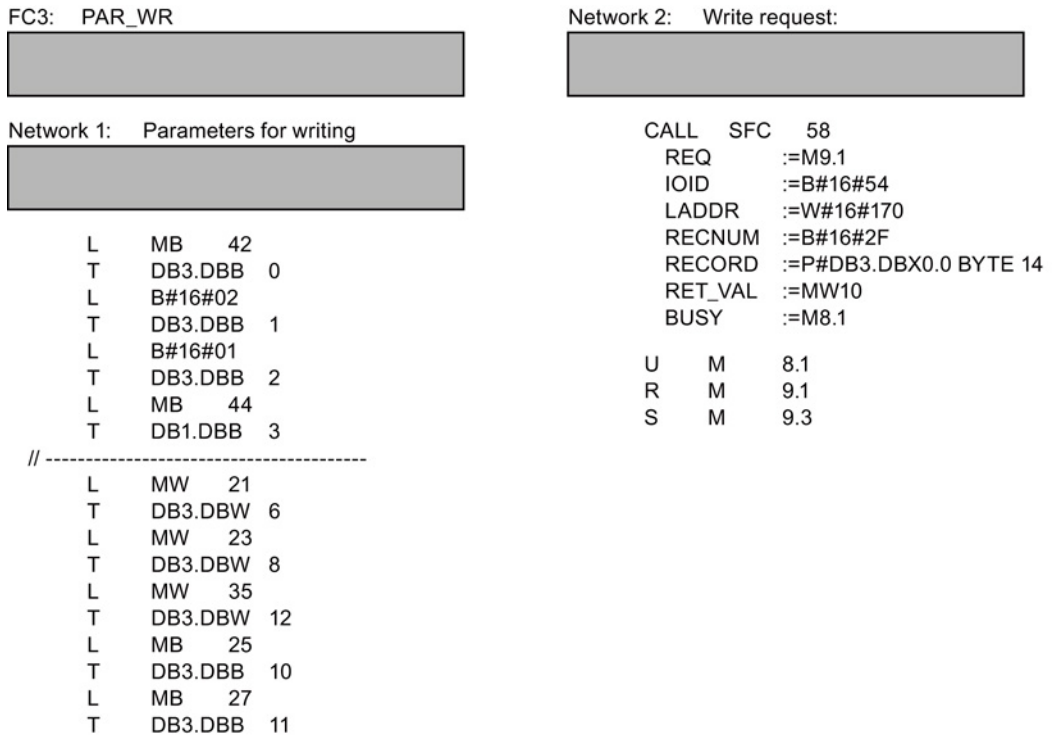 FC3: PAR_WR
Network 1: Parameters for writing
L MB 42
T DB3.DBB 0
L B#16#02
T DB3.DBB 1
L B#16#01
T DB3.DBB 2
L MB 44
T DB1.DBB 3
// -----------------------------------------
L MW 21
T DB3.DBW 6
L MW 23
T DB3.DBW 8
L MW 35
T DB3.DBW 12
L MB 25
T DB3.DBB 10
L MB 27
T DB3.DBB 11
Network 2: Write request:
CALL SFC 58
REQ :=M9.1
IOID :=B#16#54
LADDR :=W#16#170
RECNUM :=B#16#2F
RECORD :=P#DB3.DBX0.0 BYTE 14
RET_VAL :=MW10
BUSY :=M8.1
U M 8.1
R M 9.1
S M 9.3